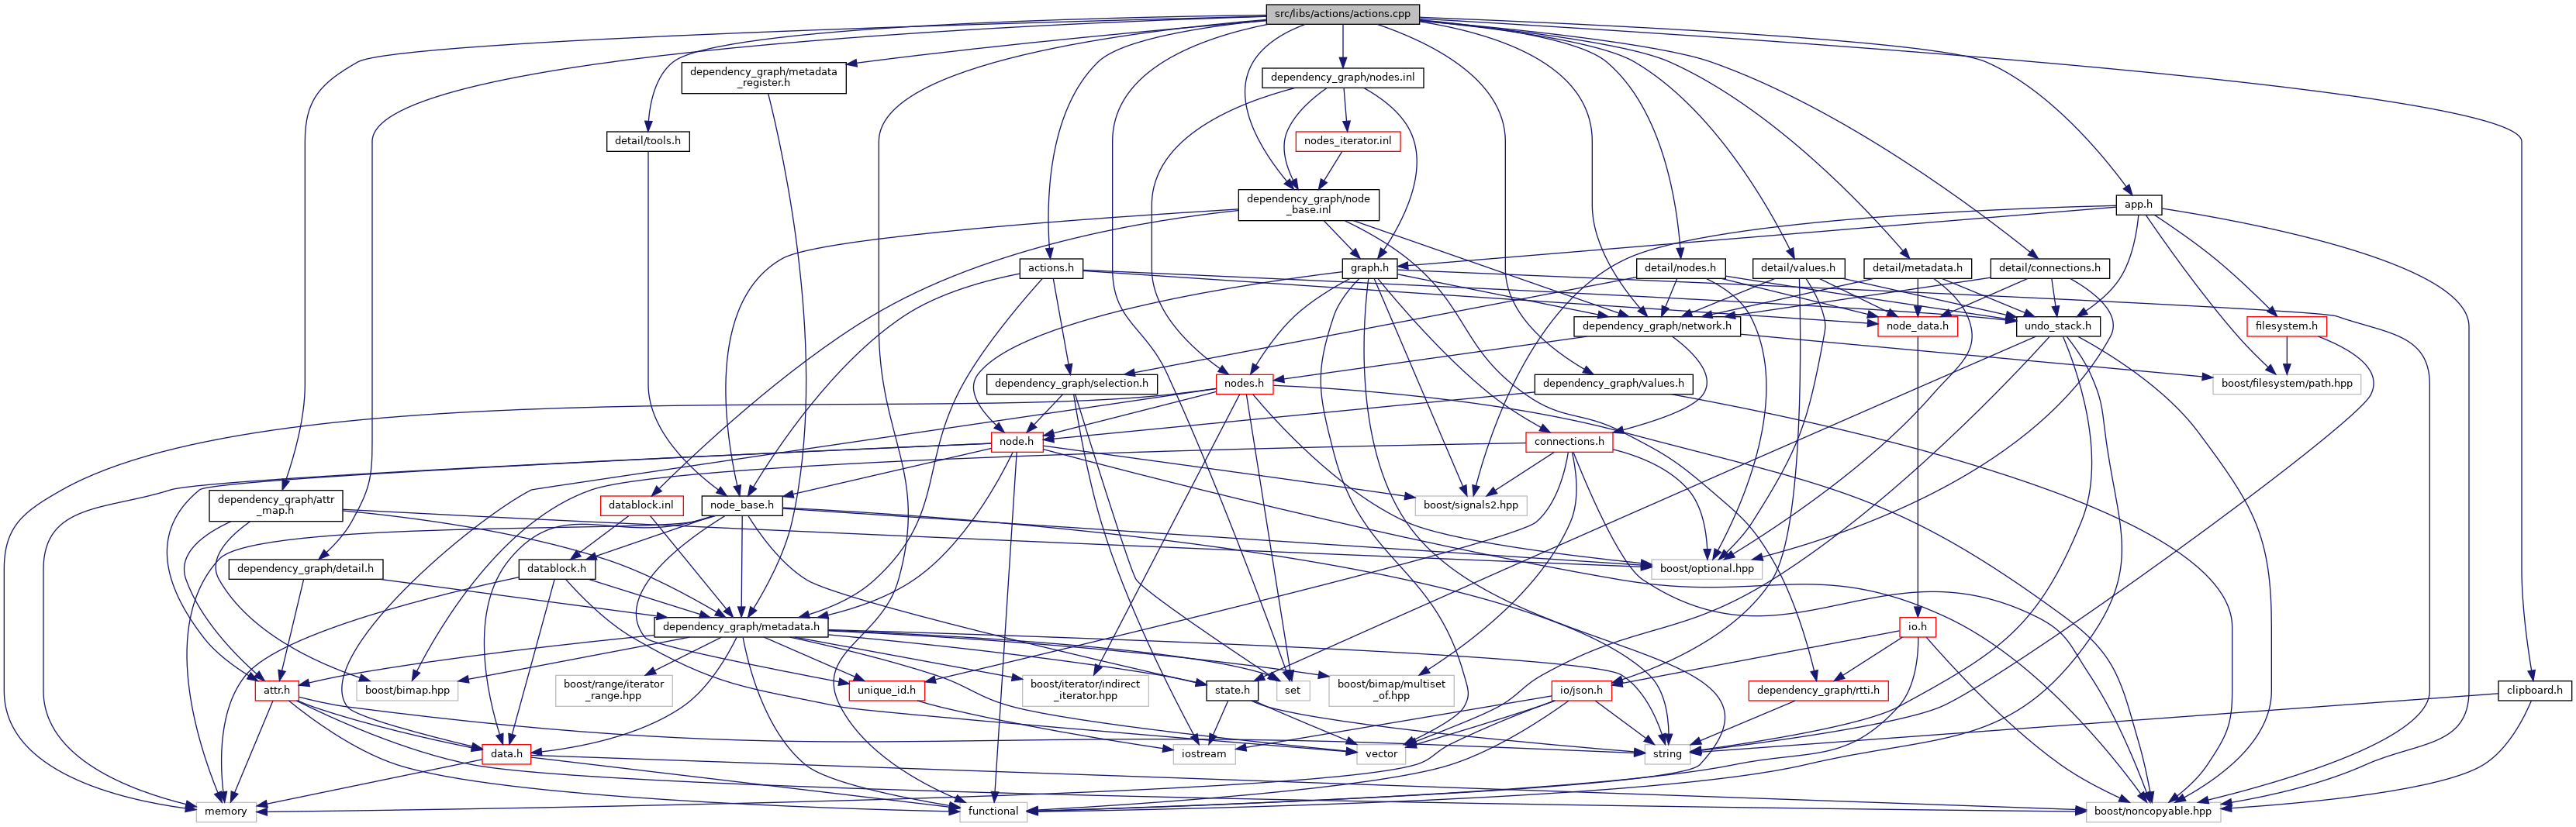 src/libs/actions/actions.cpp
dependency_graph/metadata
_register.h
dependency_graph/nodes.inl
detail/tools.h
nodes_iterator.inl
dependency_graph/node
_base.inl
app.h
actions.h
graph.h
detail/nodes.h
detail/values.h
detail/metadata.h
detail/connections.h
dependency_graph/network.h
node_data.h
undo_stack.h
filesystem.h
dependency_graph/selection.h
nodes.h
dependency_graph/values.h
boost/filesystem/path.hpp
node.h
connections.h
dependency_graph/attr
_map.h
datablock.inl
node_base.h
boost/signals2.hpp
dependency_graph/detail.h
datablock.h
boost/optional.hpp
dependency_graph/metadata.h
io.h
attr.h
boost/bimap.hpp
boost/range/iterator
_range.hpp
unique_id.h
boost/iterator/indirect
_iterator.hpp
state.h
set
boost/bimap/multiset
_of.hpp
io/json.h
dependency_graph/rtti.h
clipboard.h
data.h
iostream
vector
string
memory
functional
boost/noncopyable.hpp